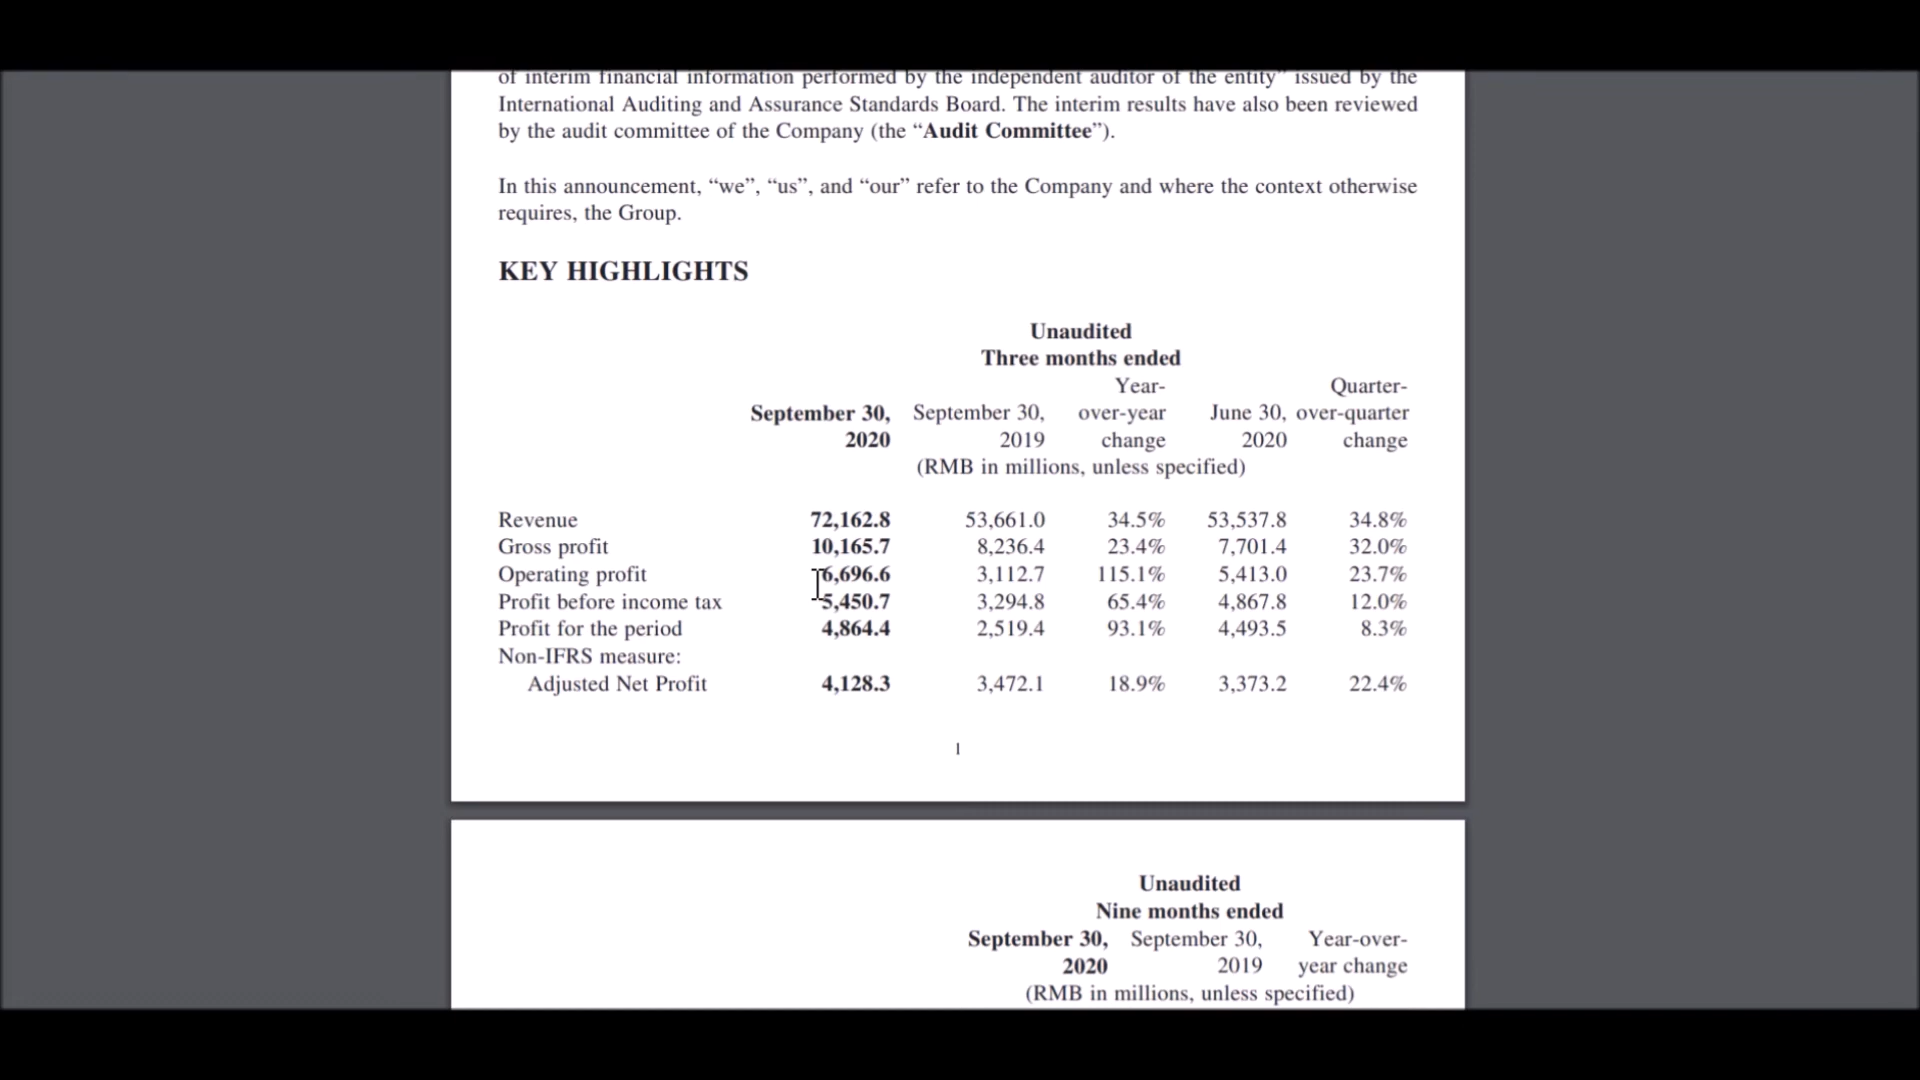 of interim financial information performed by the independent auditor of the entity” issued by the
International Auditing and Assurance Standards Board. The interim results have also been reviewed
by the audit committee of the Company (the “Audit Committee”).
In this announcement, “we”, “us”, and “our” refer to the Company and where the context otherwise
requires, the Group.
KEY HIGHLIGHTS
Unaudited
Three months ended
Year- Quarter-
September 30, September 30, over-year June 30, over-quarter
2020 2019 change 2020 change
(RMB in millions, unless specified)
Revenue 72,162.8 53,661.0 34.5% 53,537.8 34.8%
Gross profit 10,165.7 8,236.4 23.4% 7,701.4 32.0%
Operating profit 6,696.6 3,112.7 115.1% 5,413.0 23.7%
Profit before income tax 5,450.7 3,294.8 65.4% 4,867.8 12.0%
Profit for the period 4,864.4 2,519.4 93.1% 4,493.5 8.3%
Non-IFRS measure:
Adjusted Net Profit 4,128.3 3,472.1 18.9% 3,373.2 22.4%
1
Unaudited
Nine months ended
September 30, September 30, Year-over-
2020 2019 year change
(RMB in millions, unless specified)